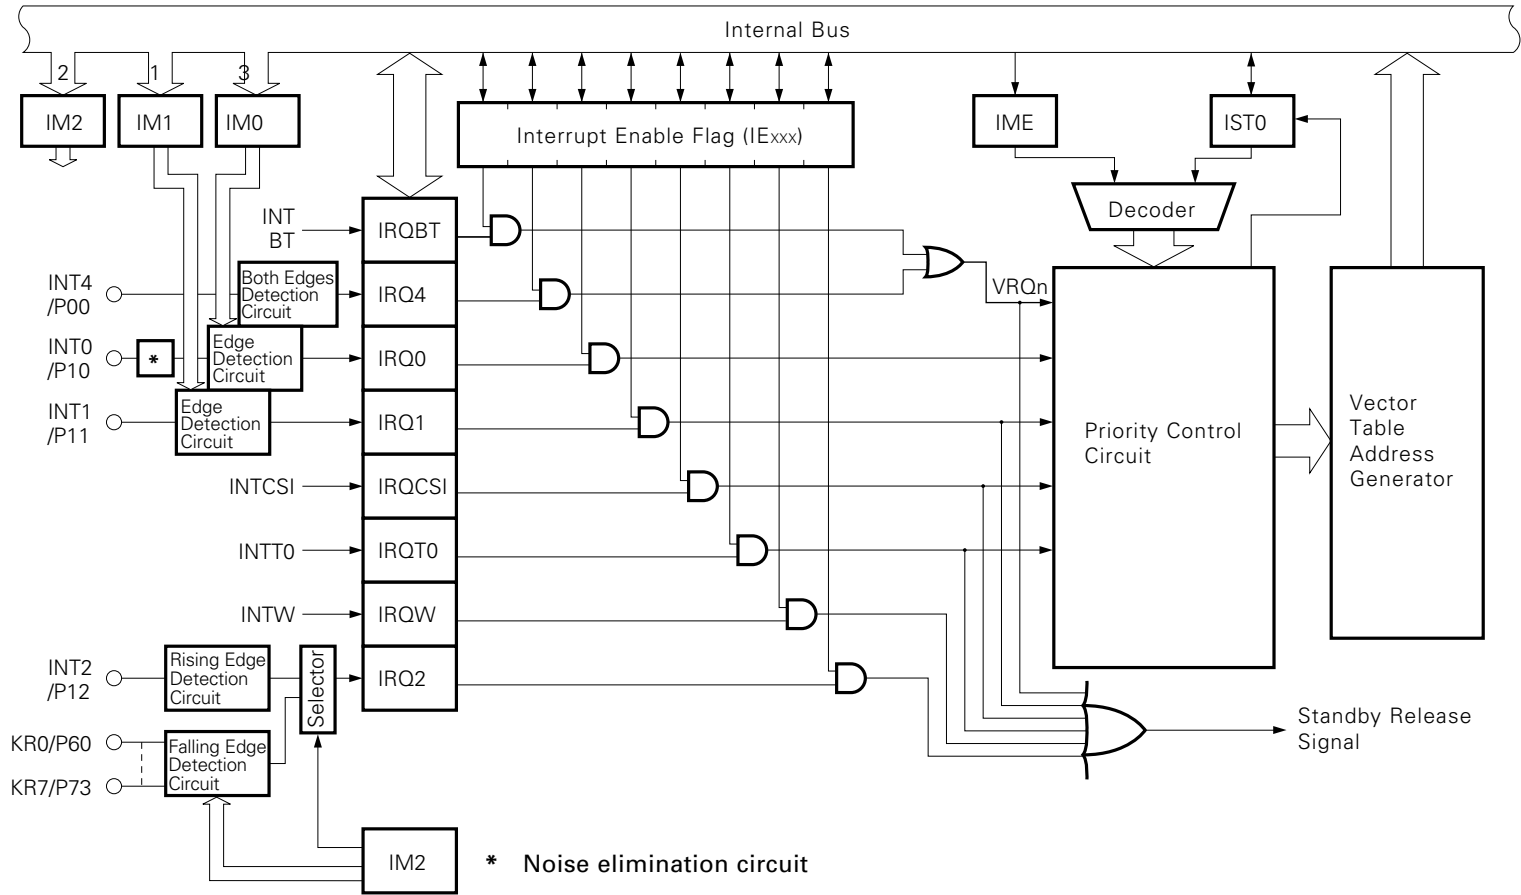 Internal Bus
2
1
3
IM2
IM1
IM0
Interrupt Enable Flag (IExxx)
IME
IST0
Decoder
INT
BT
IRQBT
INT4
/P00
Both Edges
Detection
Circuit
IRQ4
VRQn
INT0
/P10
*
Edge
Detection
Circuit
IRQ0
INT1
/P11
Edge
Detection
Circuit
IRQ1
Priority Control
Circuit
Vector
Table
Address
Generator
INTCSI
IRQCSI
INTT0
IRQT0
INTW
IRQW
INT2
/P12
Rising Edge
Detection
Circuit
Selector
IRQ2
KR0/P60
KR7/P73
Falling Edge
Detection
Circuit
Standby Release
Signal
IM2
* Noise elimination circuit